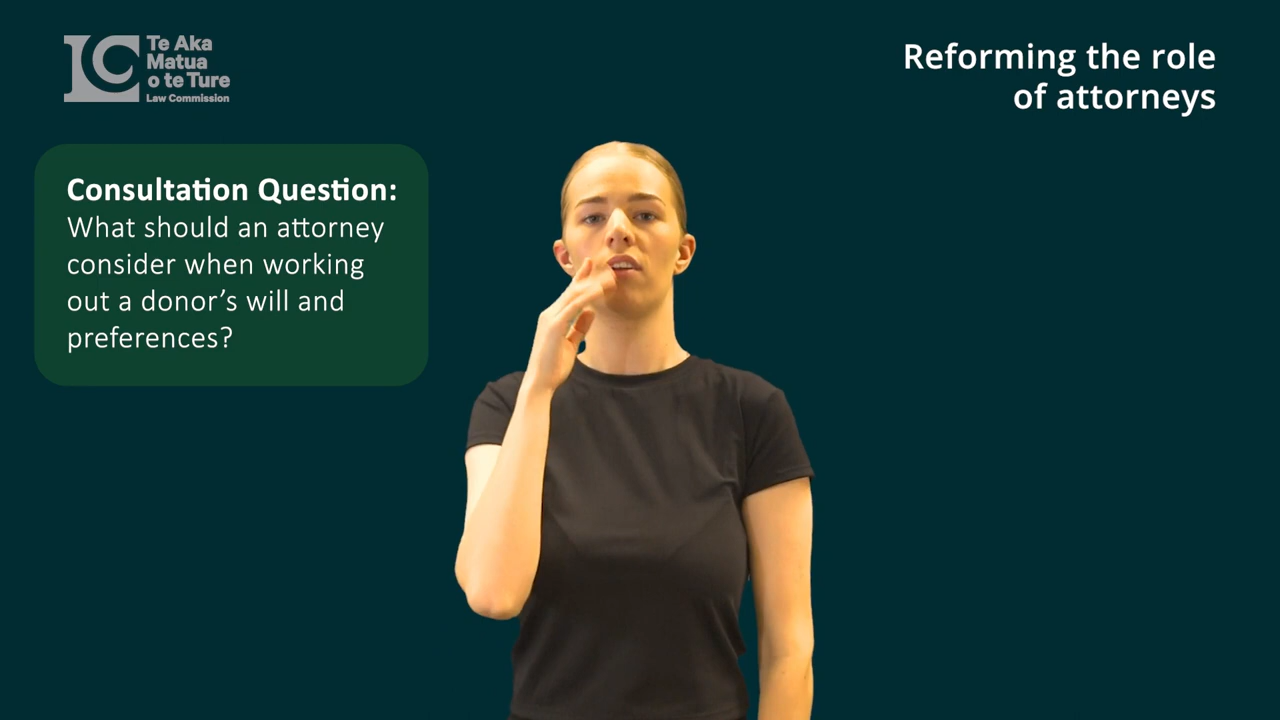 Te Aka
Matua
o te Ture
Law Commission
Reforming the role
of attorneys
Consultation Question:
What should an attorney
consider when working
out a donor’s will and
preferences?